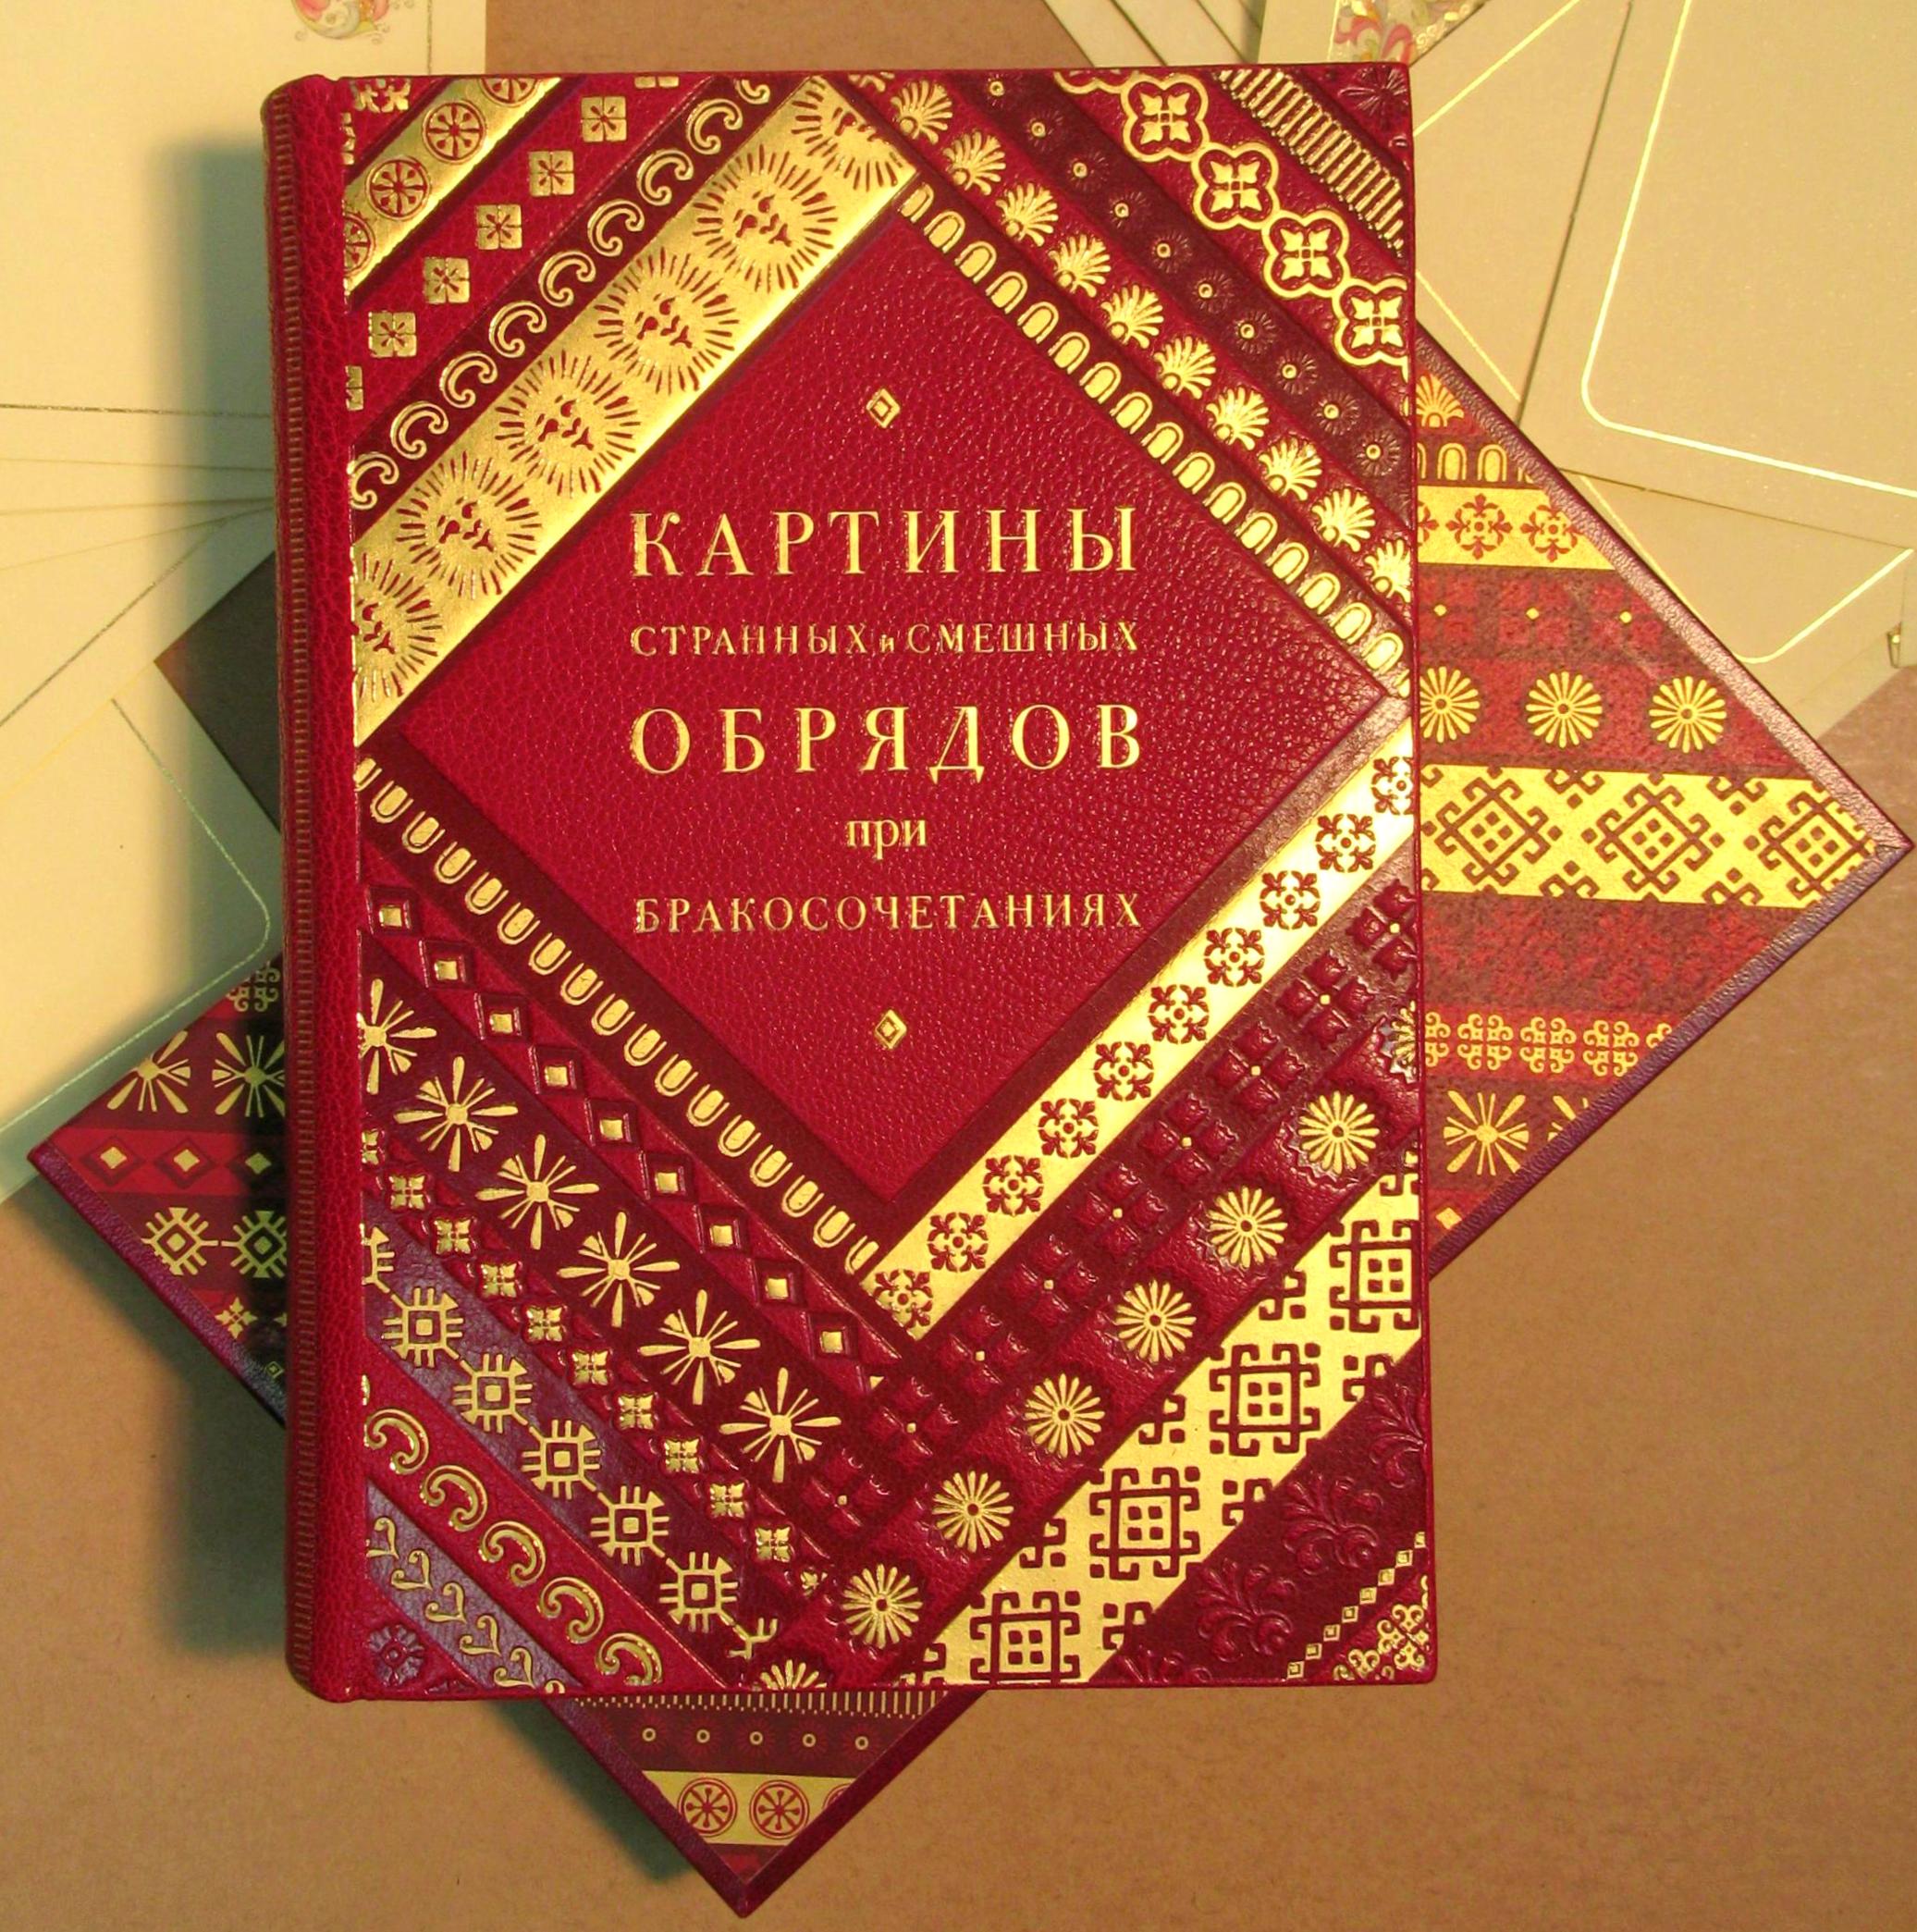 КАРТИНЫ
СТРАННЫХ и СМЕШНЫХ
ОБРЯДОВ
при
БРАКОСОЧЕТАНИЯХ